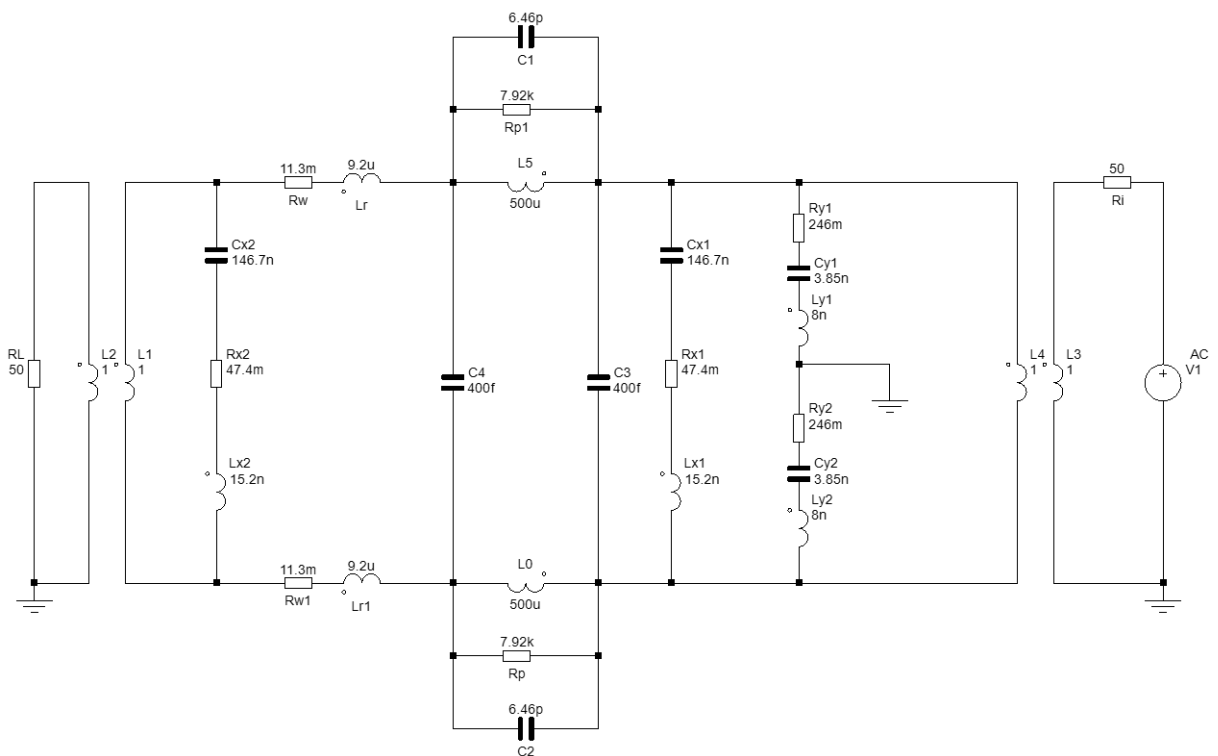 6.46p
C1
7.92k
Rp1
L5
500u
11.3m
Rw
9.2u
Lr
50
Ri
Cx2
146.7n
Cx1
146.7n
Ry1
246m
Cy1
3.85n
Ly1
8n
RL
50
L2
1
L1
1
Rx2
47.4m
C4
400f
C3
400f
Rx1
47.4m
L4
1
L3
1
AC
V1
Ry2
246m
Cy2
3.85n
Ly2
8n
Lx2
15.2n
Lx1
15.2n
11.3m
Rw1
9.2u
Lr1
L0
500u
7.92k
Rp
6.46p
C2